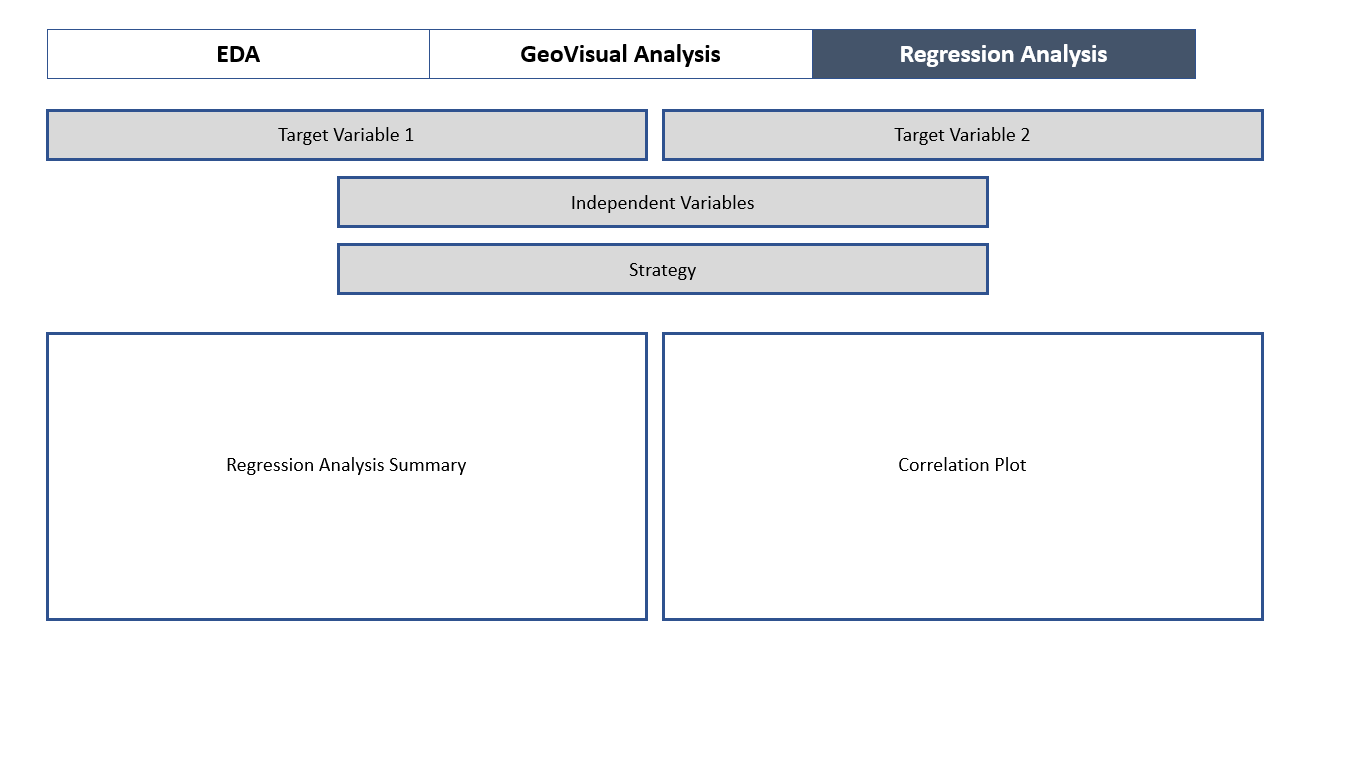 EDA
GeoVisual Analysis
Regression Analysis
Target Variable 1
Target Variable 2
Independent Variables
Strategy
Regression Analysis Summary
Correlation Plot